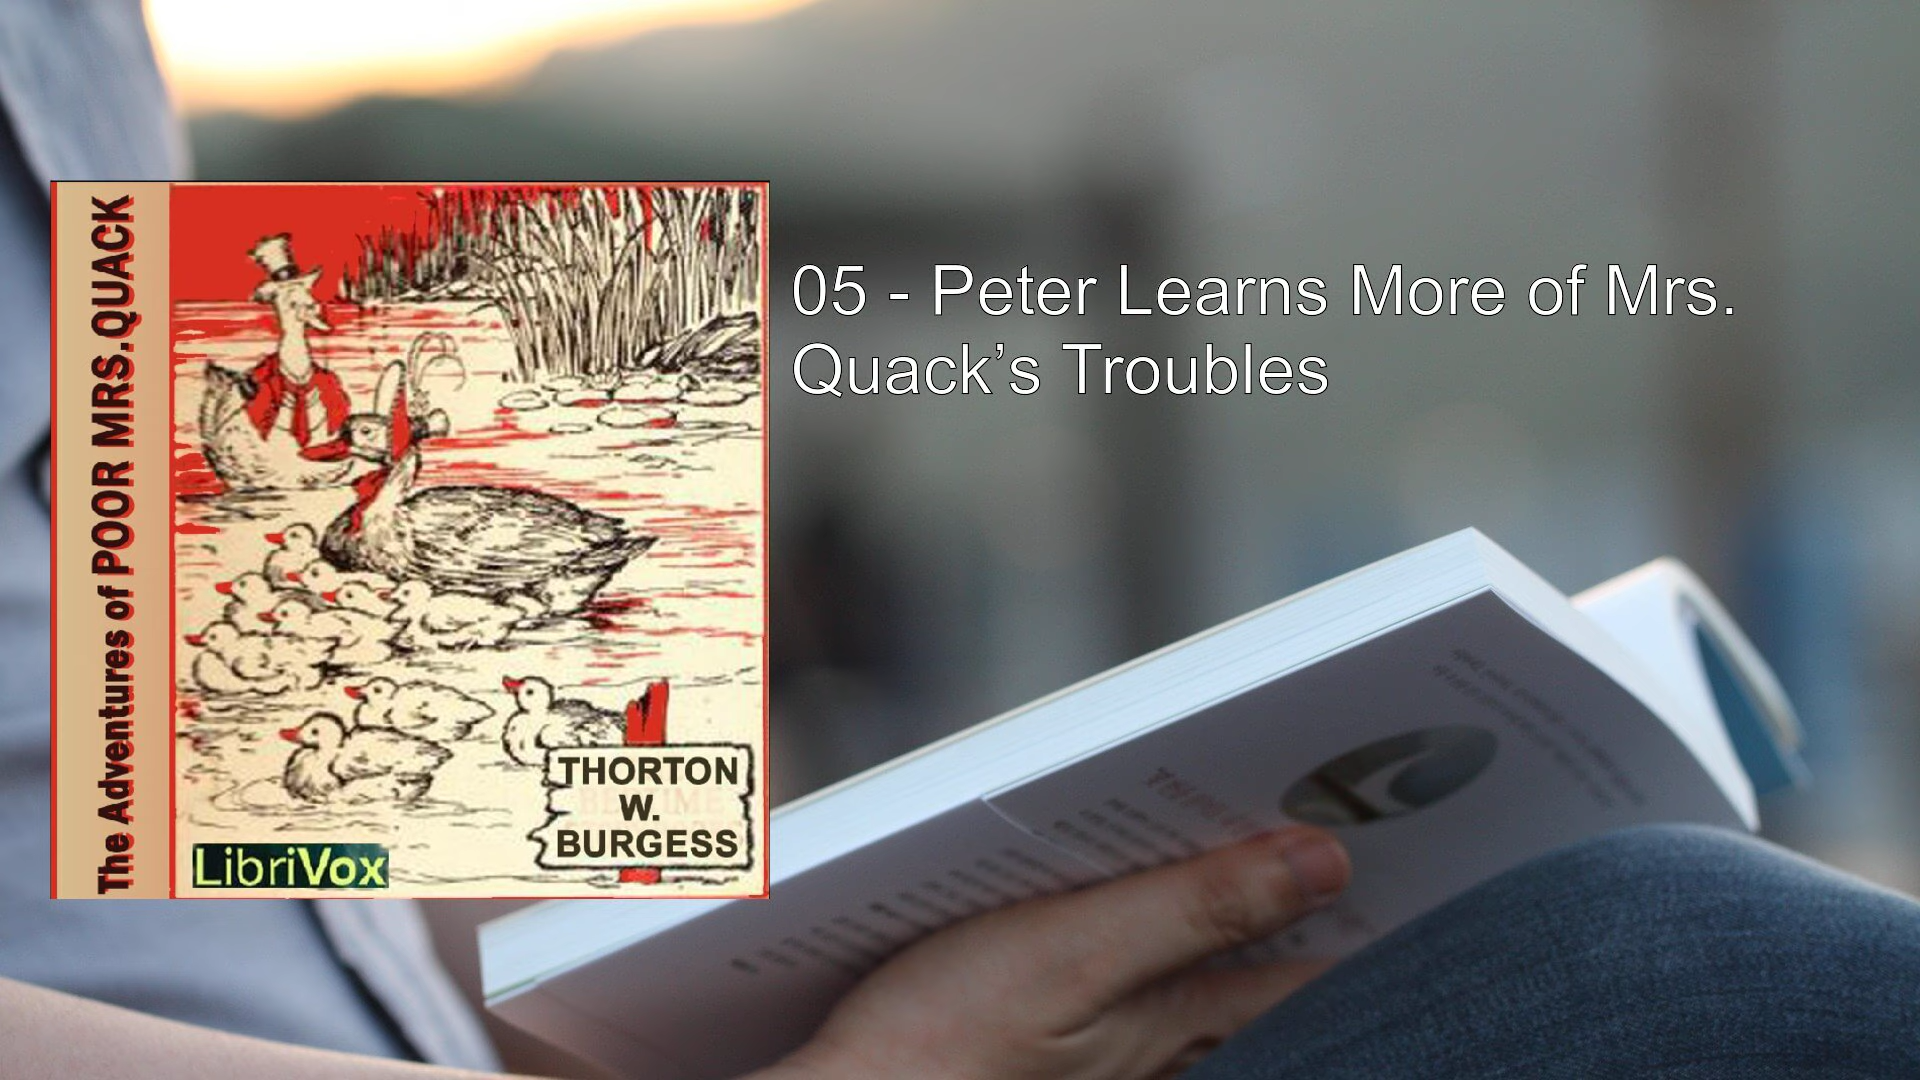 The Adventures of POOR MRS.QUACK
THORTON
W.
BURGESS
LibriVox
05 - Peter Learns More of Mrs.
Quack’s Troubles